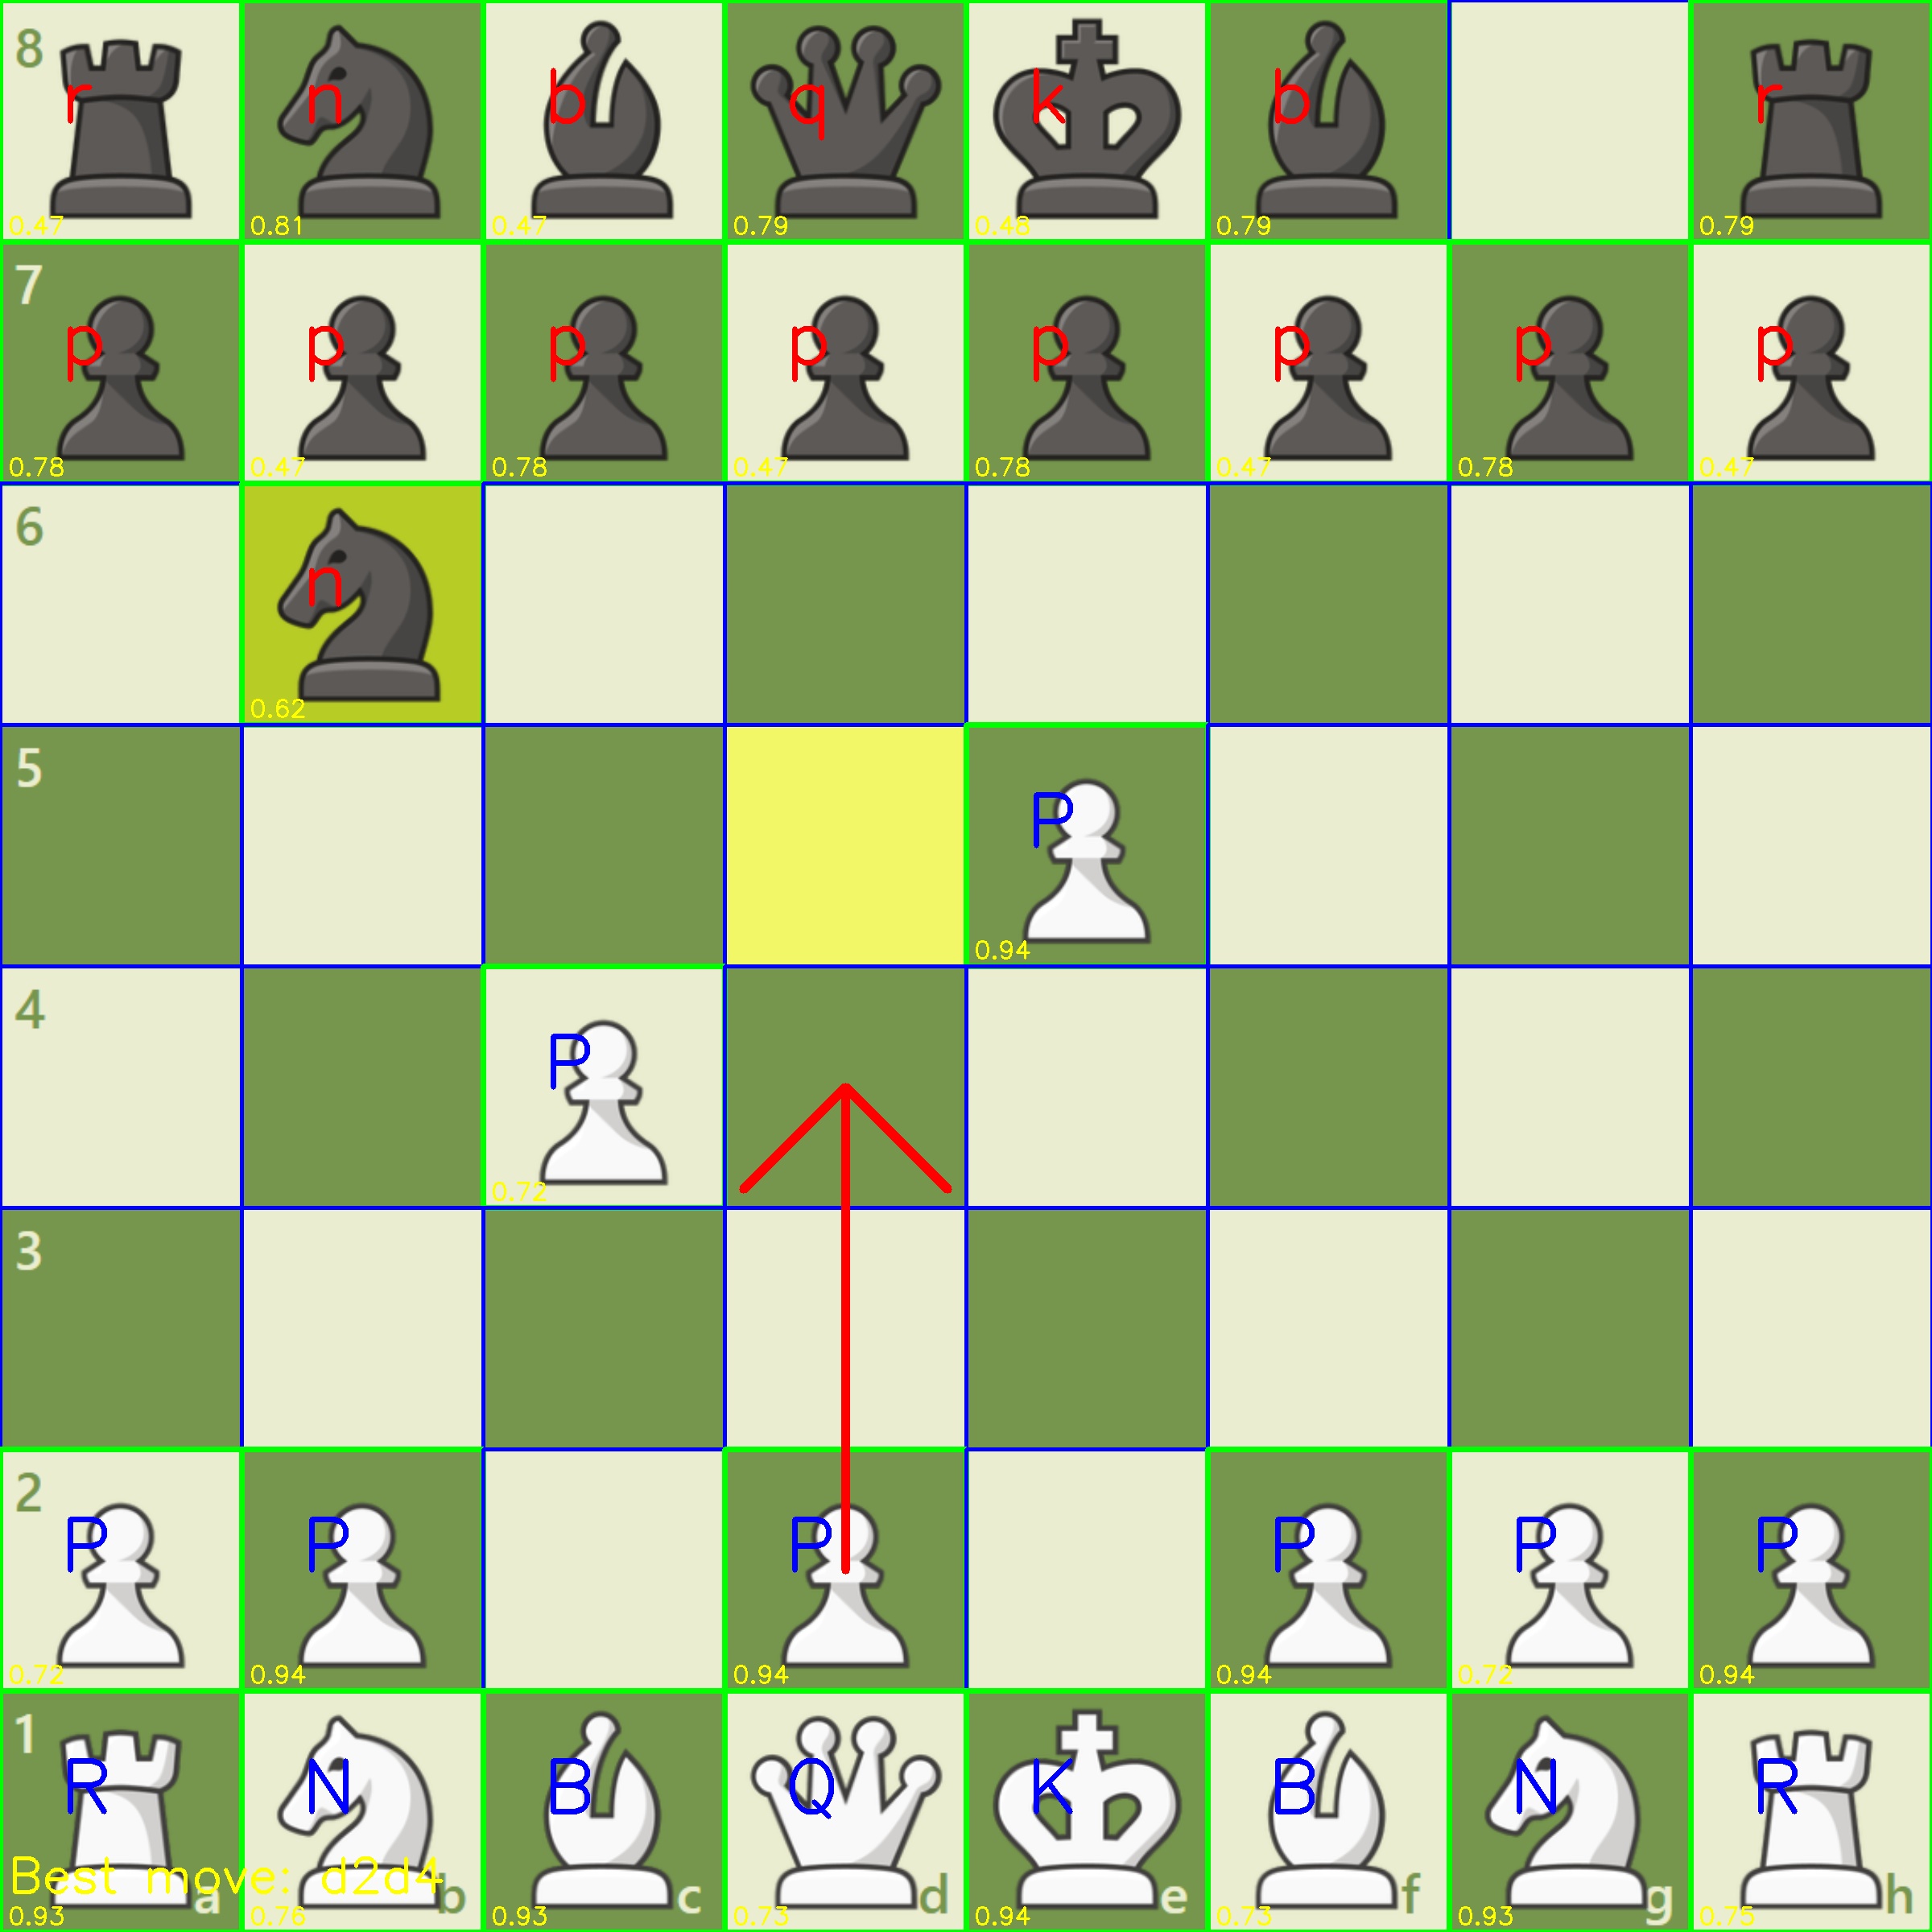 8 r n b q k b r
0.47 0.81 0.47 0.79 0.48 0.79 0.79
7 p p p p p p p p
0.78 0.47 0.78 0.47 0.78 0.47 0.78 0.47
6 n
0.62
5 P
0.94
4 P
0.72
3
2 P P P P P P
0.72 0.94 0.94 0.94 0.72 0.94
1 R N B Q K B N R
Best move: d2d4
a b c d e f g h
0.93 0.76 0.93 0.73 0.94 0.73 0.93 0.75